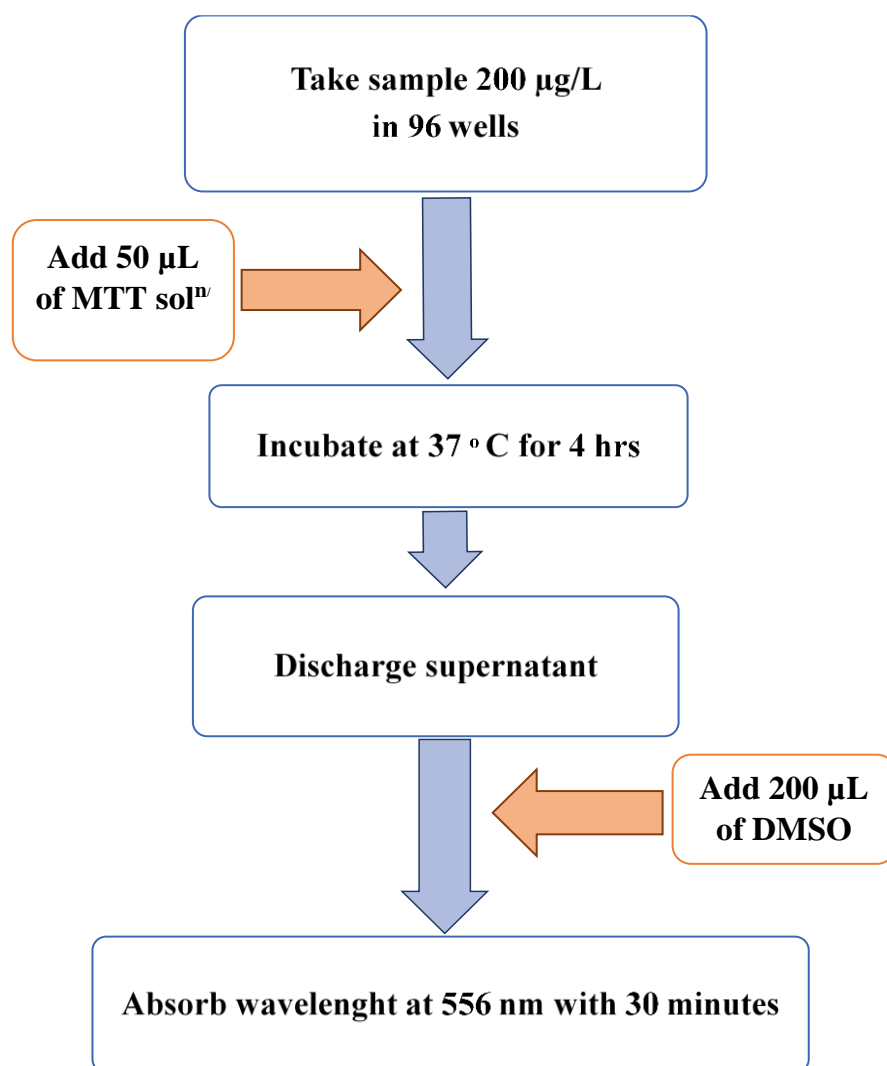 Take sample 200 µg/L
in 96 wells
Add 50 µL
of MTT solⁿ/
Incubate at 37 ᵒ C for 4 hrs
Discharge supernatant
Add 200 µL
of DMSO
Absorb wavelenght at 556 nm with 30 minutes